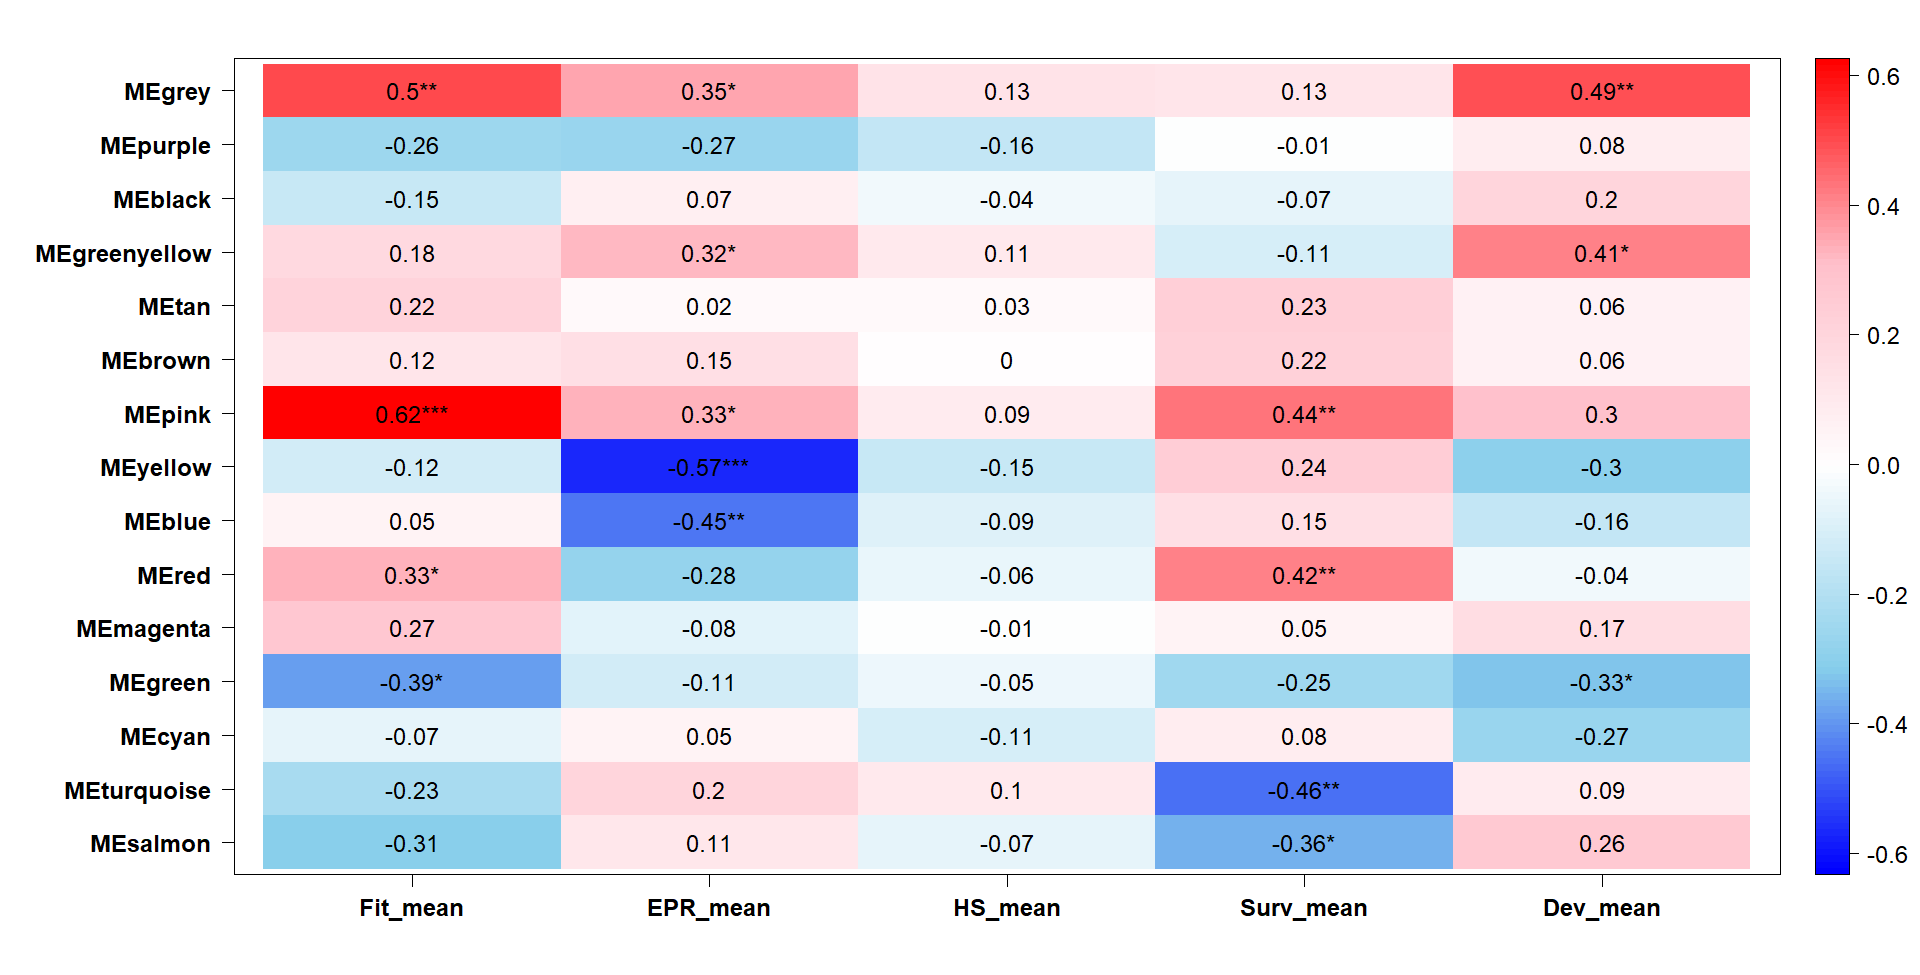 MEgrey 0.5** 0.35* 0.13 0.13 0.49** 0.6
MEpurple -0.26 -0.27 -0.16 -0.01 0.08
MEblack -0.15 0.07 -0.04 -0.07 0.2 0.4
MEgreenyellow 0.18 0.32* 0.11 -0.11 0.41*
MEtan 0.22 0.02 0.03 0.23 0.06 0.2
MEbrown 0.12 0.15 0 0.22 0.06
MEpink 0.62*** 0.33* 0.09 0.44** 0.3
MEyellow -0.12 -0.57*** -0.15 0.24 -0.3 0.0
MEblue 0.05 -0.45** -0.09 0.15 -0.16
MEred 0.33* -0.28 -0.06 0.42** -0.04 -0.2
MEmagenta 0.27 -0.08 -0.01 0.05 0.17
MEgreen -0.39* -0.11 -0.05 -0.25 -0.33*
MEcyan -0.07 0.05 -0.11 0.08 -0.27 -0.4
MEturquoise -0.23 0.2 0.1 -0.46** 0.09
MEsalmon -0.31 0.11 -0.07 -0.36* 0.26 -0.6
Fit_mean EPR_mean HS_mean Surv_mean Dev_mean